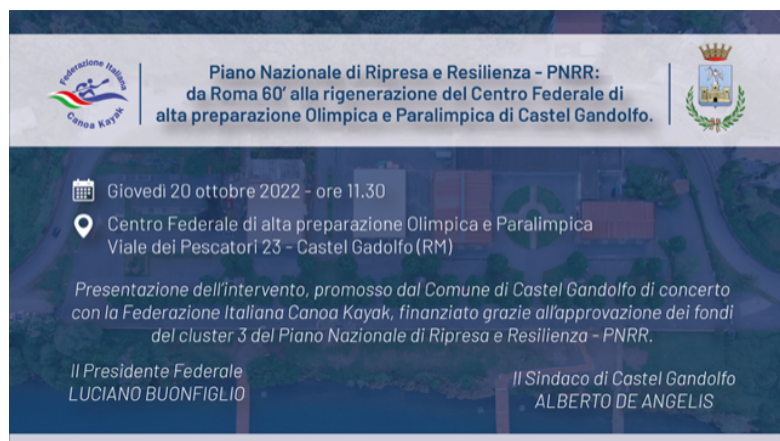 Federazione Italiana
Canoa Kayak
Piano Nazionale di Ripresa e Resilienza - PNRR:
da Roma 60' alla rigenerazione del Centro Federale di
alta preparazione Olimpica e Paralimpica di Castel Gandolfo.
Giovedì 20 ottobre 2022 - ore 11.30
Centro Federale di alta preparazione Olimpica e Paralimpica
Viale dei Pescatori 23 - Castel Gadolfo (RM)
Presentazione dell'intervento, promosso dal Comune di Castel Gandolfo di concerto
con la Federazione Italiana Canoa Kayak, finanziato grazie all'approvazione dei fondi
del cluster 3 del Piano Nazionale di Ripresa e Resilienza - PNRR.
Il Presidente Federale
LUCIANO BUONFIGLIO
Il Sindaco di Castel Gandolfo
ALBERTO DE ANGELIS